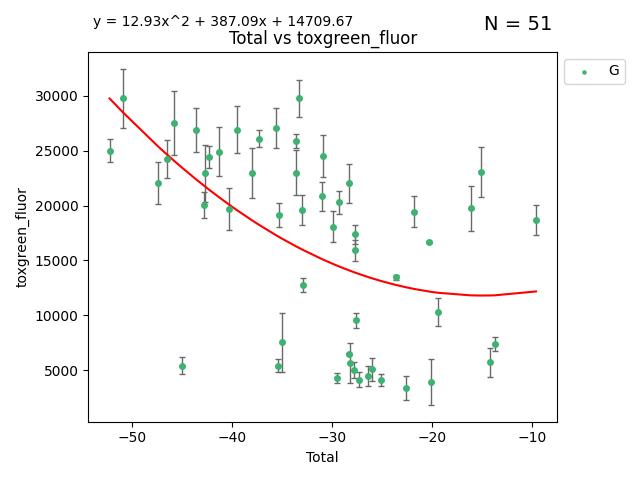 y = 12.93x^2 + 387.09x + 14709.67
N = 51
Total vs toxgreen_fluor
G
toxgreen_fluor
30000
25000
20000
15000
10000
5000
−50
−40
−30
−20
−10
Total